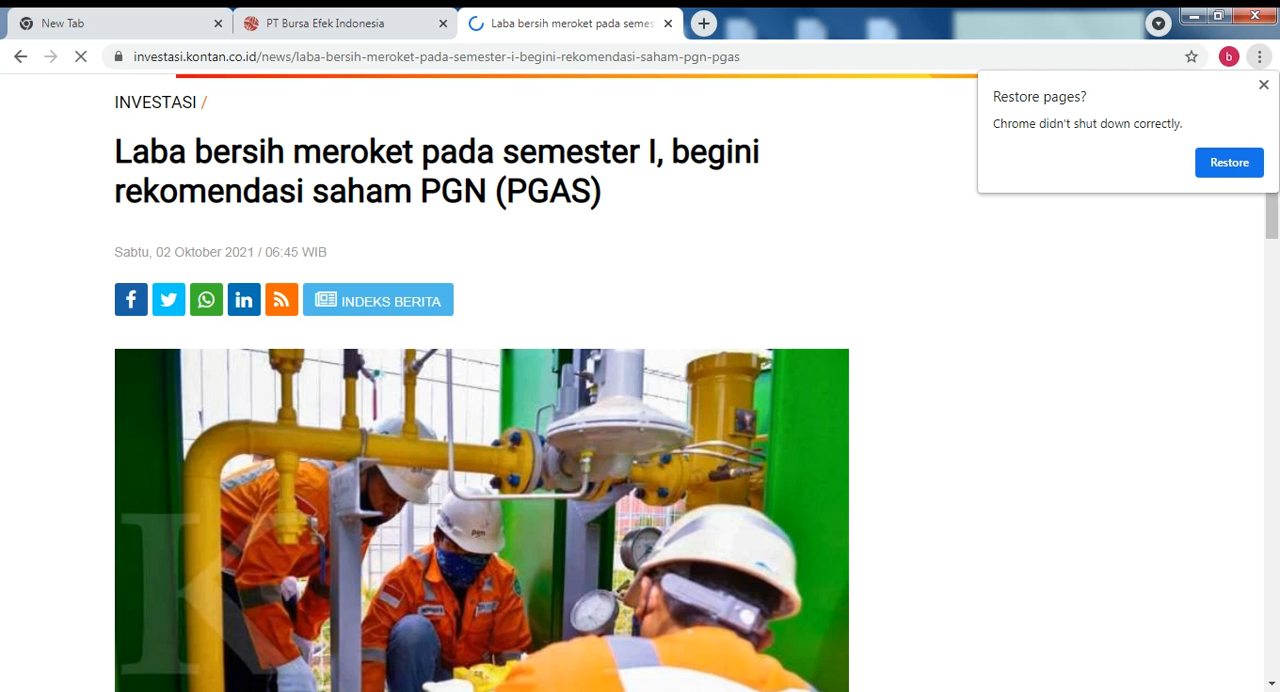 New Tab
PT Bursa Efek Indonesia
Laba bersih meroket pada semes
investasi.kontan.co.id/news/laba-bersih-meroket-pada-semester-i-begini-rekomendasi-saham-pgn-pgas
b
Restore pages?
Chrome didn't shut down correctly.
Restore
INVESTASI /
Laba bersih meroket pada semester I, begini
rekomendasi saham PGN (PGAS)
Sabtu, 02 Oktober 2021 / 06:45 WIB
INDEKS BERITA
pgn
K